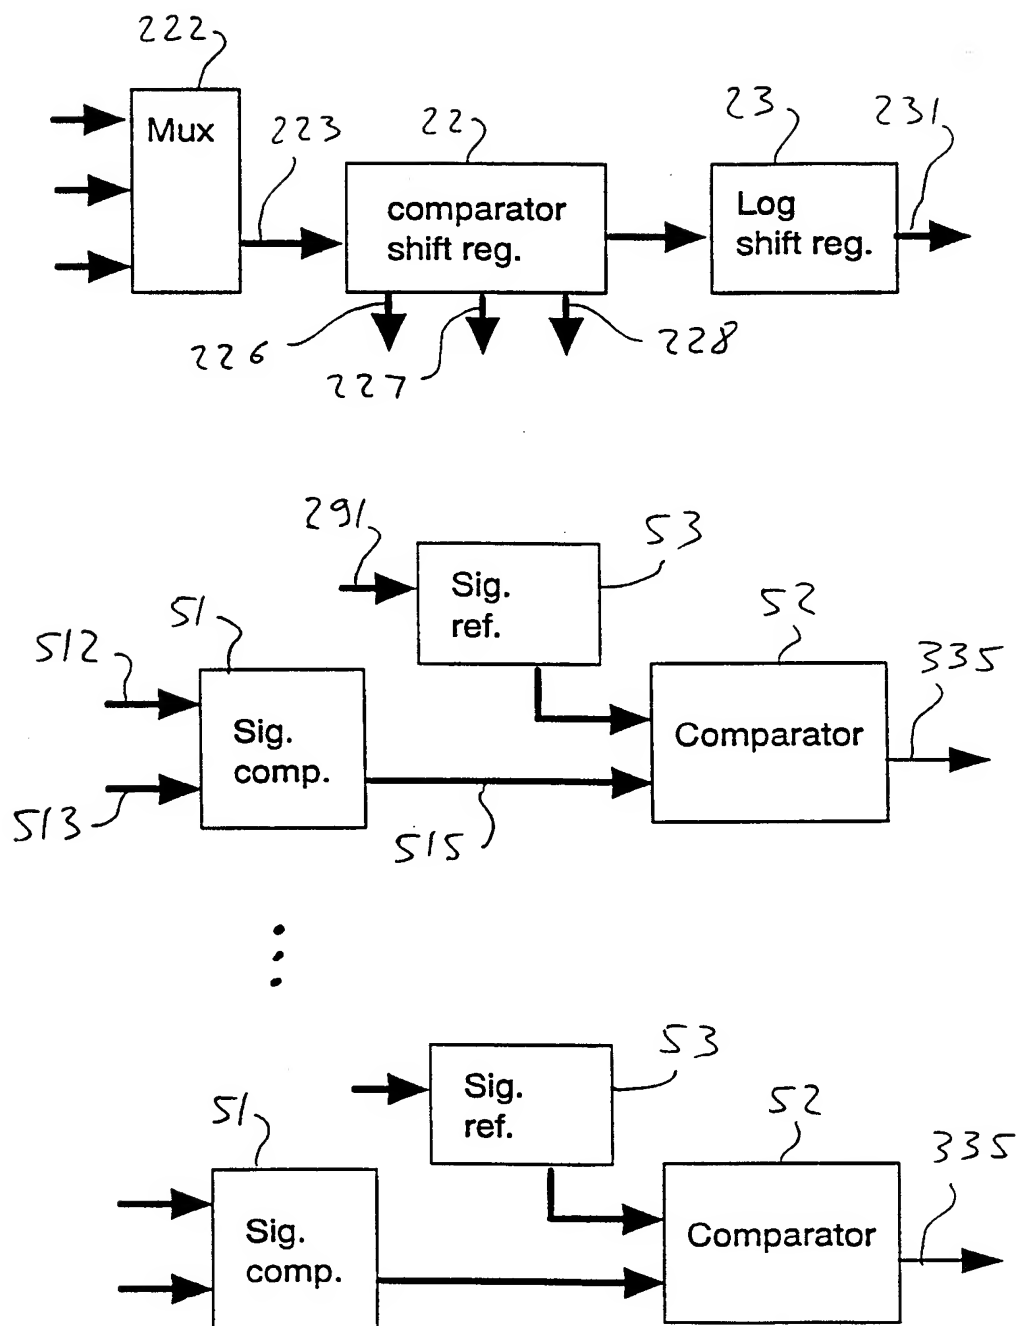 222
Mux
223
22
23
231
comparator
shift reg.
Log
shift reg.
226
227
228
291
53
Sig.
ref.
51
52
512
335
Sig.
comp.
Comparator
513
515
53
Sig.
ref.
51
52
335
Sig.
comp.
Comparator